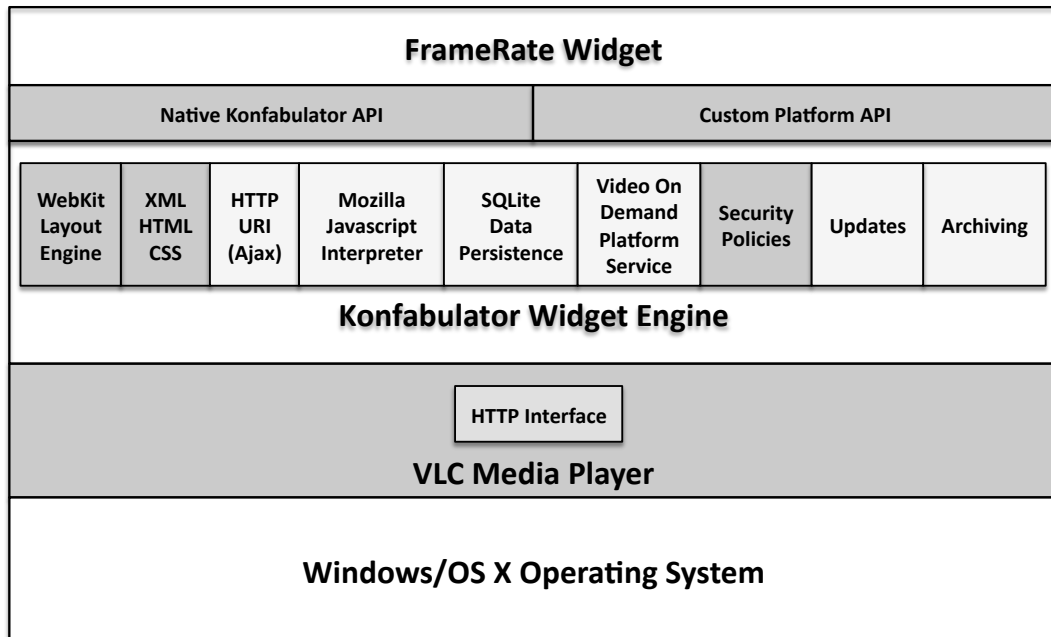 FrameRate Widget
Native Konfabulator API
Custom Platform API
WebKit
Layout
Engine
XML
HTML
CSS
HTTP
URI
(Ajax)
Mozilla
Javascript
Interpreter
SQLite
Data
Persistence
Video On
Demand
Platform
Service
Security
Policies
Updates
Archiving
Konfabulator Widget Engine
HTTP Interface
VLC Media Player
Windows/OS X Operating System